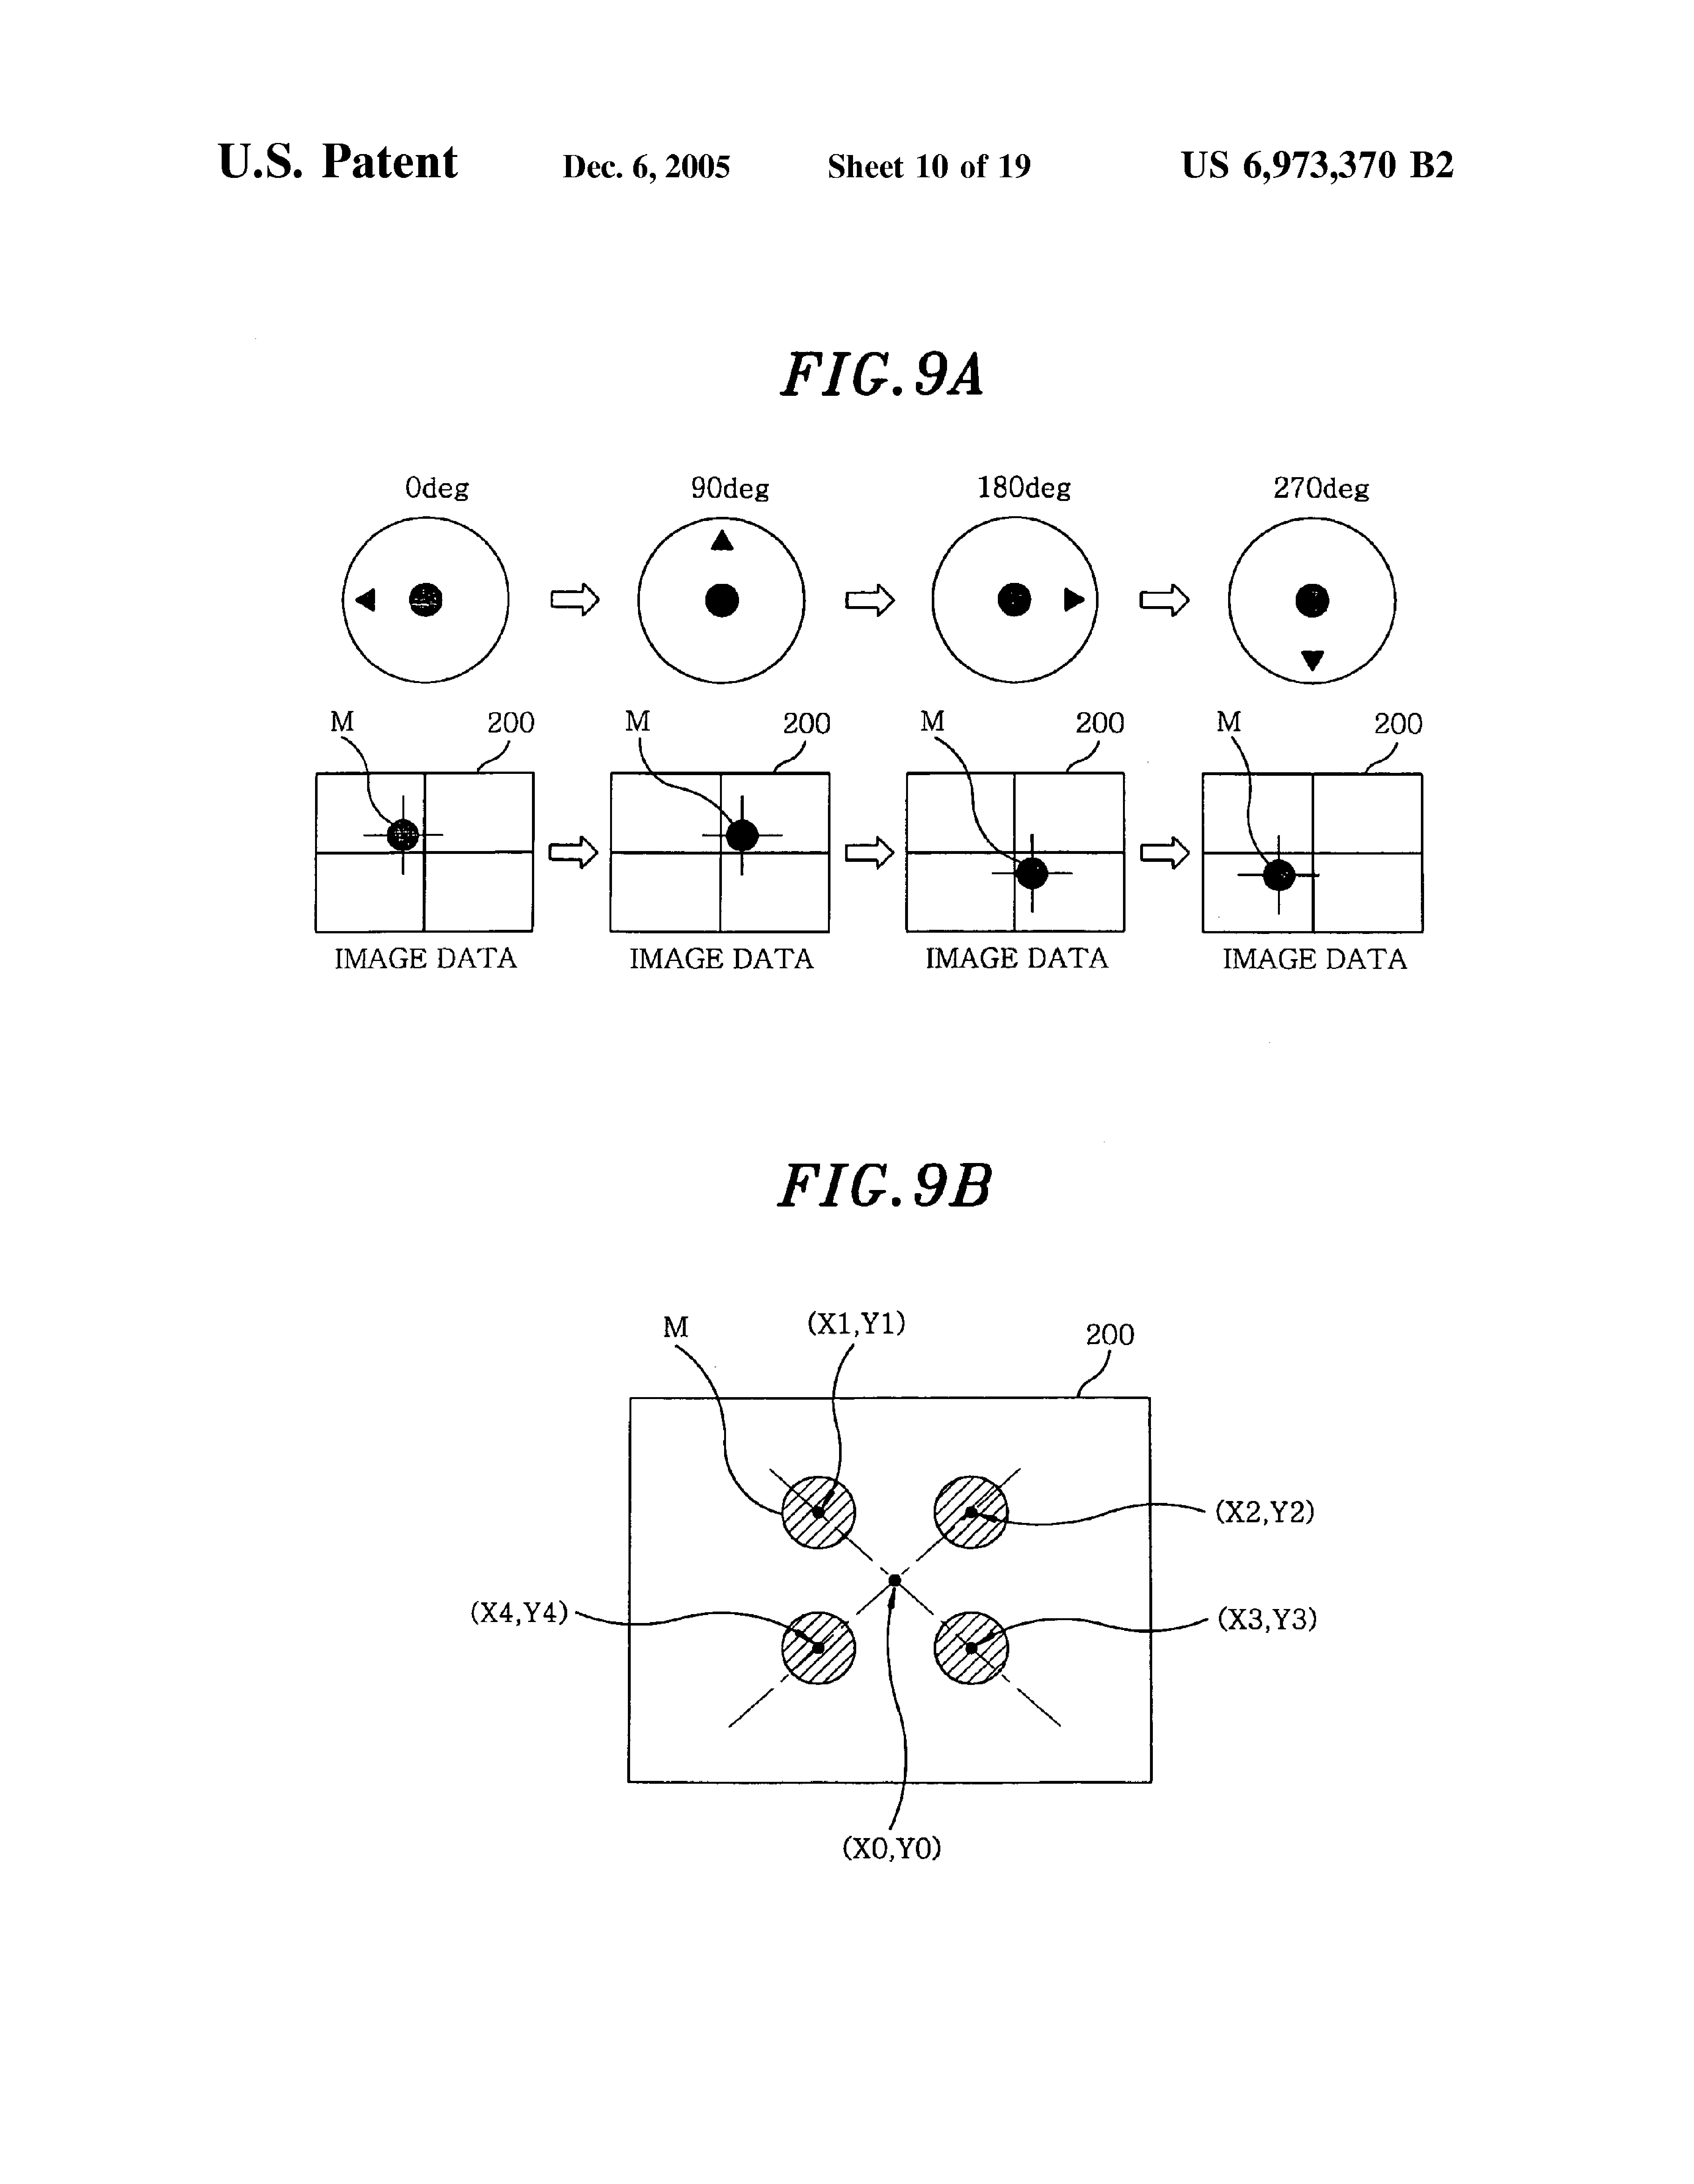 U.S. Patent Dec. 6, 2005 Sheet 10 of 19 US 6,973,370 B2
FIG. 9A
0deg 90deg 180deg 270deg
M 200 M 200 M 200 M 200
IMAGE DATA IMAGE DATA IMAGE DATA IMAGE DATA
FIG. 9B
M (X1,Y1) 200
(X2,Y2)
(X4,Y4) (X3,Y3)
(X0,Y0)